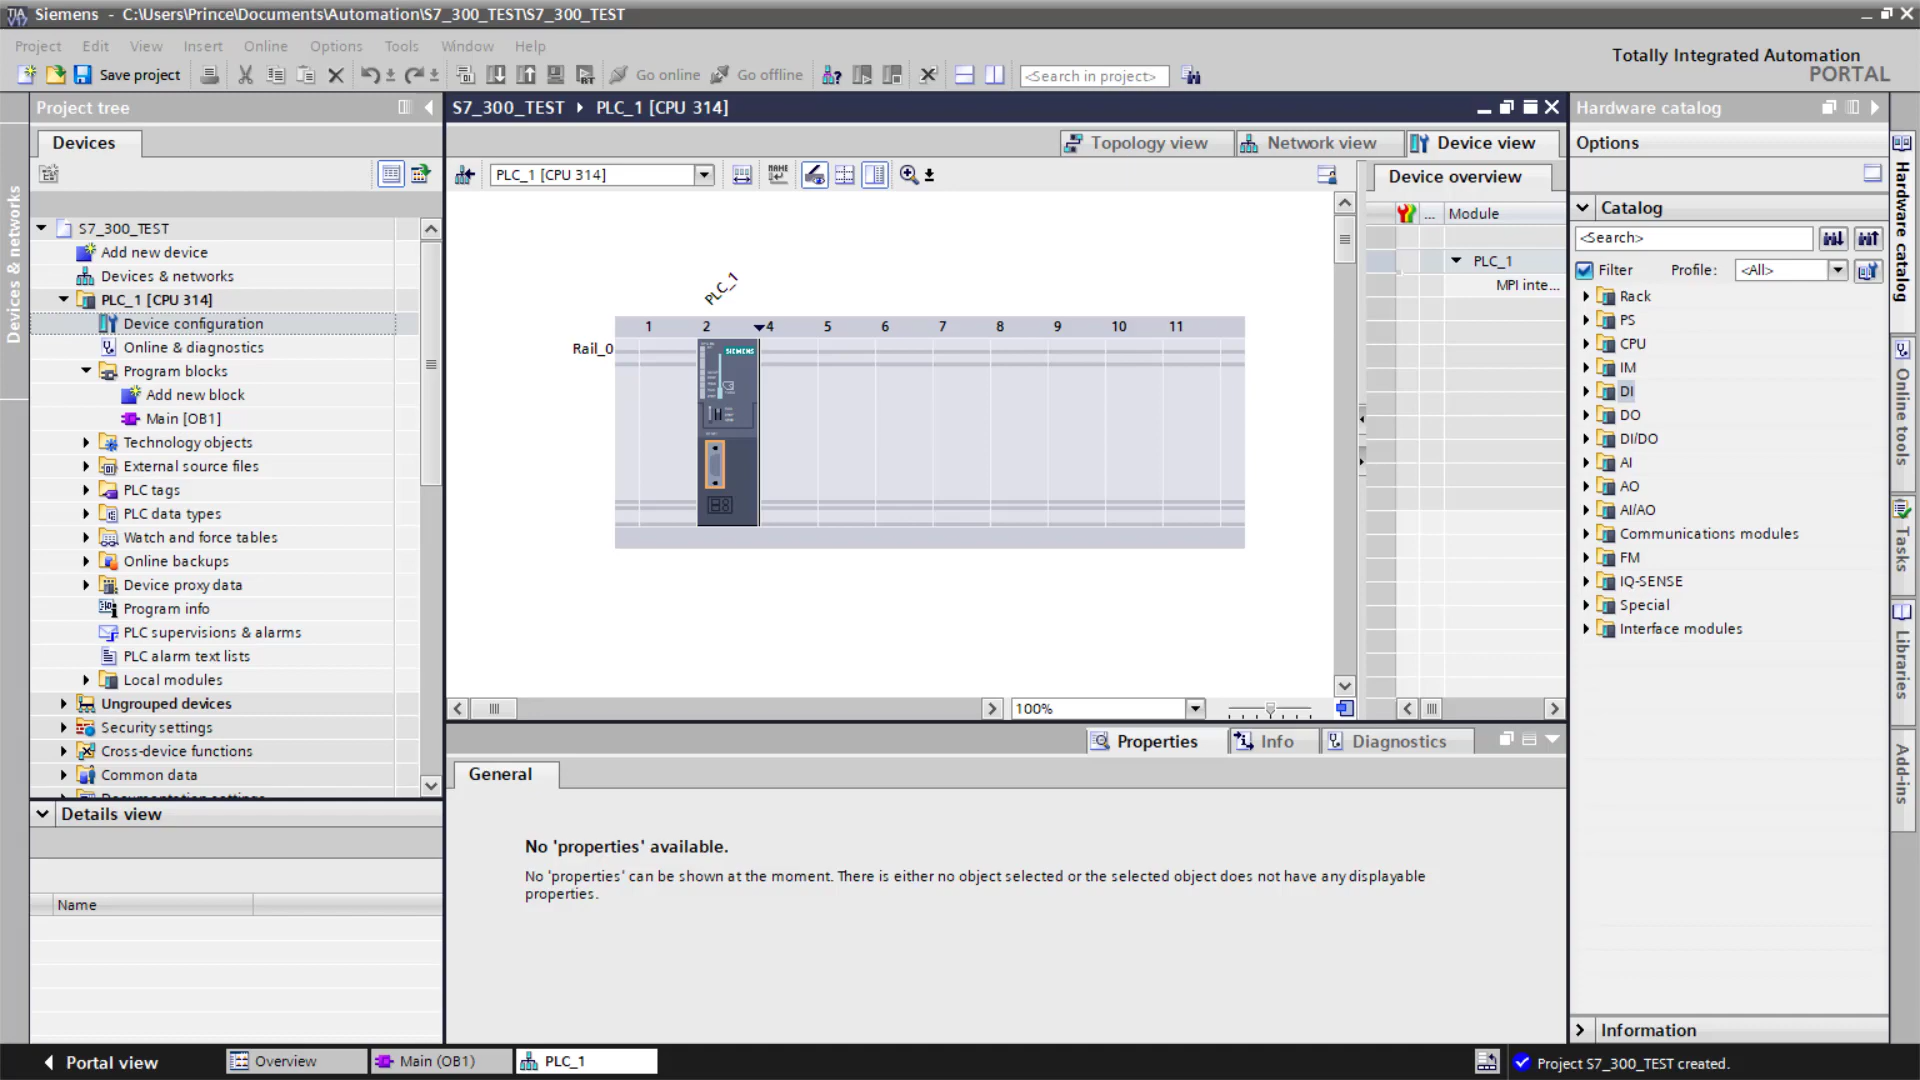 Siemens - C:\Users\Prince\Documents\Automation\S7_300_TEST\S7_300_TEST
Project Edit View Insert Online Options Tools Window Help
Totally Integrated Automation
PORTAL
Save project
Go online
Go offline
<Search in project>
Project tree
S7_300_TEST ▸ PLC_1 [CPU 314]
Hardware catalog
Devices
Topology view
Network view
Device view
Options
PLC_1 [CPU 314]
Device overview
Devices & networks
S7_300_TEST
Add new device
Devices & networks
PLC_1 [CPU 314]
Device configuration
Online & diagnostics
Program blocks
Add new block
Main [OB1]
Technology objects
External source files
PLC tags
PLC data types
Watch and force tables
Online backups
Device proxy data
Program info
PLC supervisions & alarms
PLC alarm text lists
Local modules
Ungrouped devices
Security settings
Cross-device functions
Common data
Documentation settings
PLC_1
1 2 4 5 6 7 8 9 10 11
Rail_0
SIEMENS
... Module
PLC_1
MPI inte...
100%
Catalog
<Search>
Filter Profile: <All>
Rack
PS
CPU
IM
DI
DO
DI/DO
AI
AO
AI/AO
Communications modules
FM
IQ-SENSE
Special
Interface modules
Hardware catalog
Online tools
Tasks
Libraries
Add-ins
Properties
Info
Diagnostics
General
No 'properties' available.
No 'properties' can be shown at the moment. There is either no object selected or the selected object does not have any displayable
properties.
Details view
Name
Information
Portal view
Overview
Main (OB1)
PLC_1
Project S7_300_TEST created.